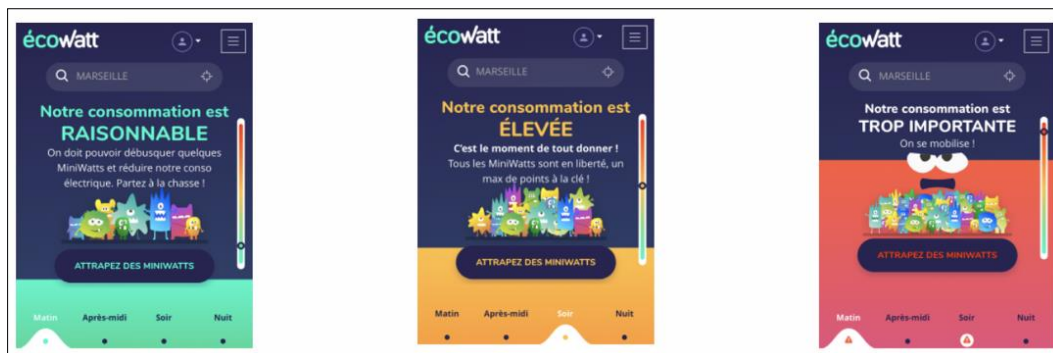 écowatt
MARSEILLE
Notre consommation est
RAISONNABLE
On doit pouvoir débusquer quelques
MiniWatts et réduire notre conso
électrique. Partez à la chasse !
ATTRAPEZ DES MINIWATTS
Matin Après-midi Soir Nuit
écowatt
MARSEILLE
Notre consommation est
ÉLEVÉE
C'est le moment de tout donner !
Tous les MiniWatts sont en liberté, un
max de points à la clé !
ATTRAPEZ DES MINIWATTS
Matin Après-midi Soir Nuit
écowatt
MARSEILLE
Notre consommation est
TROP IMPORTANTE
On se mobilise !
ATTRAPEZ DES MINIWATTS
Matin Après-midi Soir Nuit